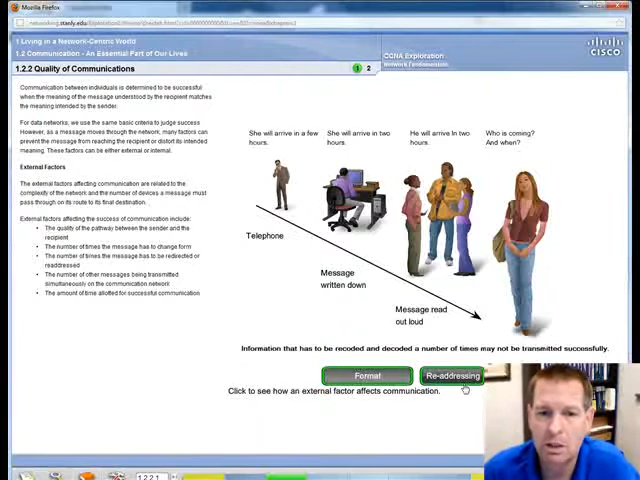 Mozilla Firefox
1 Living in a Network-Centric World
1.2 Communication - An Essential Part of Our Lives
1.2.2 Quality of Communications
1 2
CCNA Exploration
Network Fundamentals
CISCO
Communication between individuals is determined to be successful
when the meaning of the message understood by the recipient matches
the meaning intended by the sender.
For data networks, we use the same basic criteria to judge success
However, as a message moves through the network, many factors can
prevent the message from reaching the recipient or distort its intended
meaning. These factors can be either external or internal.
External Factors
The external factors affecting communication are related to the
complexity of the network and the number of devices a message must
pass through on its route to its final destination.
External factors affecting the success of communication include:
The quality of the pathway between the sender and the
recipient
The number of times the message has to change form
The number of times the message has to be redirected or
readdressed
The number of other messages being transmitted
simultaneously on the communication network
The amount of time allotted for successful communication
She will arrive in a few
hours.
She will arrive in two
hours.
He will arrive In two
hours.
Who is coming?
And when?
Telephone
Message
written down
Message read
out loud
Information that has to be recoded and decoded a number of times may not be transmitted successfully.
Format
Re-addressing
Click to see how an external factor affects communication.
1.2.2.1